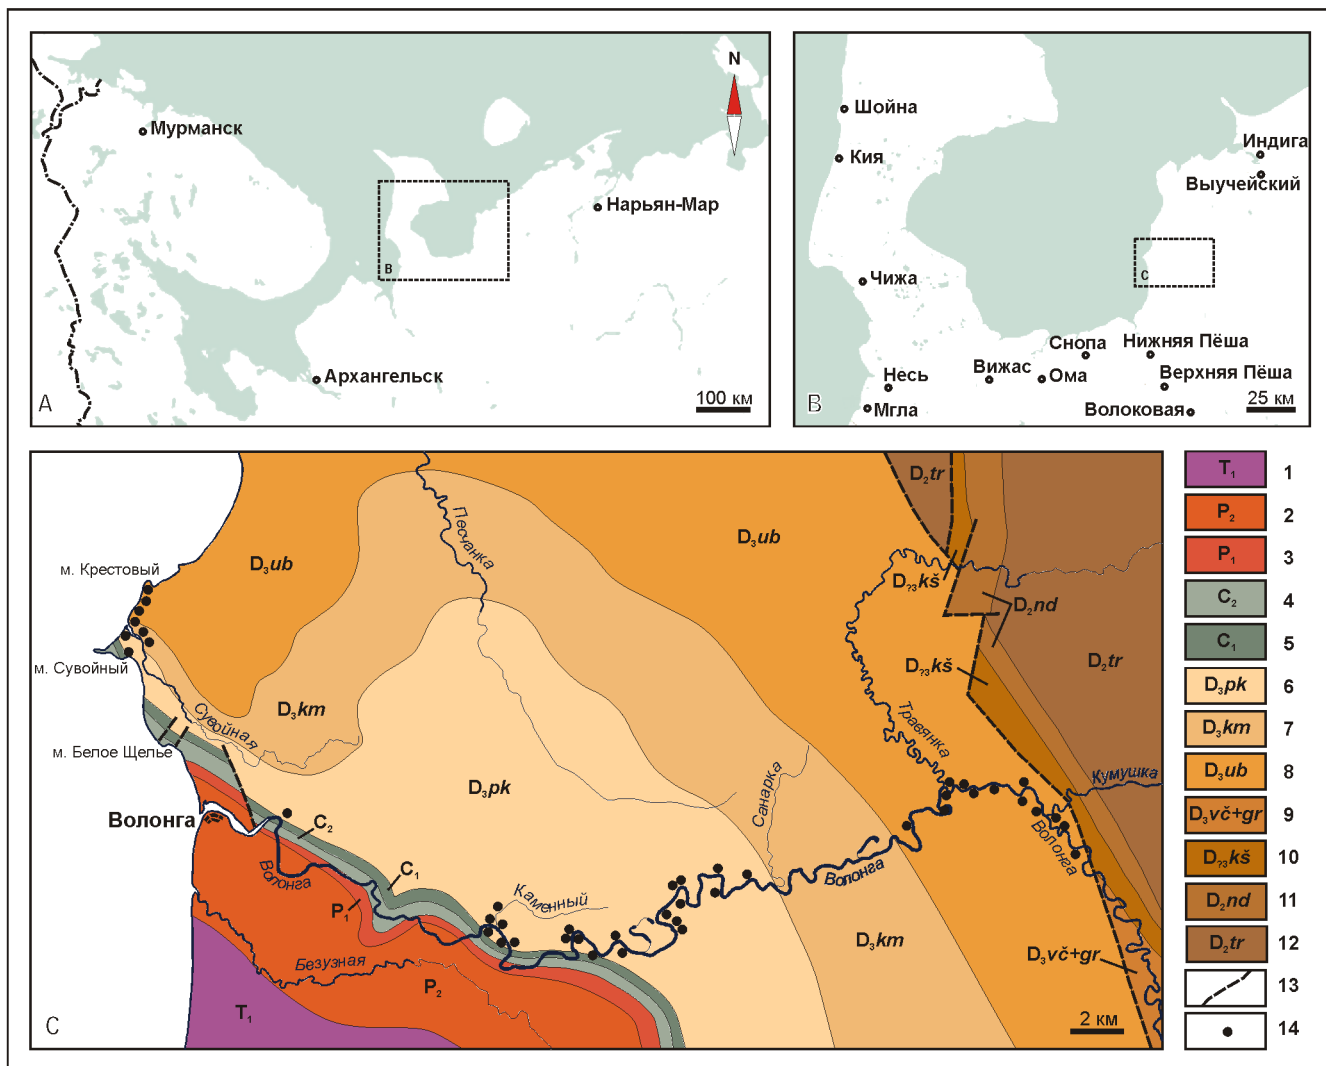 N
Мурманск
Нарьян-Мар
B
Архангельск
A
100 км
Шойна
Кия
Индига
Выучейский
C
Чижа
Снопа
Нижняя Пёша
Вижас
Ома
Верхняя Пёша
Несь
Мгла
Волоковая
B
25 км
D₂tr
Песчанка
D₃ub
D₃ub
м. Крестовый
D?₃kš
D₂nd
м. Сувойный
D?₃kš
D₂tr
Сувойная
D₃km
Травянка
м. Белое Щелье
Кумушка
D₃pk
Санарка
Волонга
C₂
Волонга
Волонга
C₁
Волонга
Каменный
P₁
D₃km
D₃vč+gr
Безузная
P₂
T₁
C
2 км
T₁ 1
P₂ 2
P₁ 3
C₂ 4
C₁ 5
D₃pk 6
D₃km 7
D₃ub 8
D₃vč+gr 9
D?₃kš 10
D₂nd 11
D₂tr 12
13
14